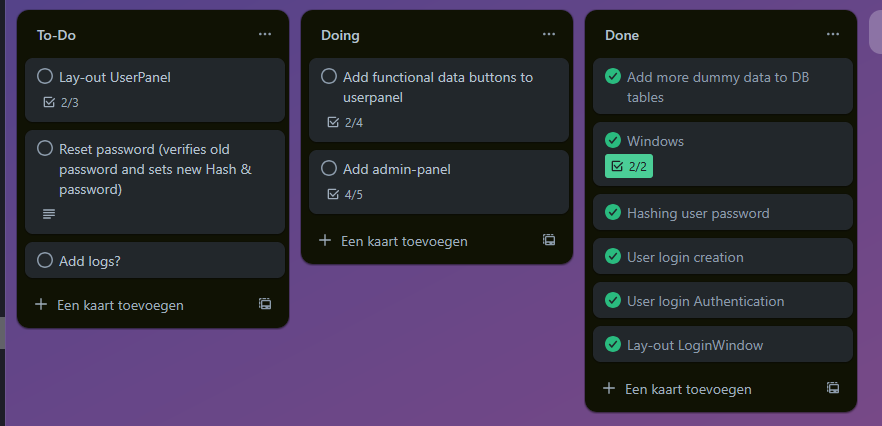 To-Do
Lay-out UserPanel
2/3
Reset password (verifies old
password and sets new Hash &
password)
Add logs?
Een kaart toevoegen
Doing
Add functional data buttons to
userpanel
2/4
Add admin-panel
4/5
Een kaart toevoegen
Done
Add more dummy data to DB
tables
Windows
2/2
Hashing user password
User login creation
User login Authentication
Lay-out LoginWindow
Een kaart toevoegen